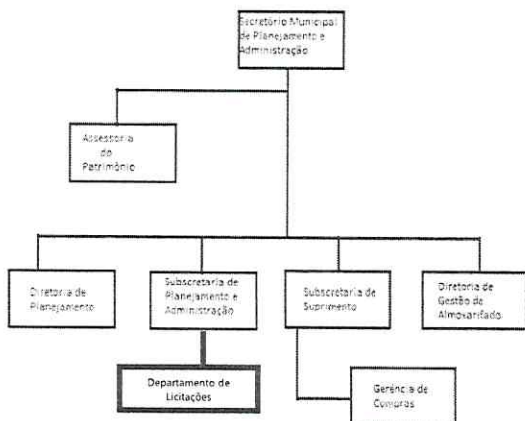 Secretário Municipal
de Planejamento e
Administração
Assessoria
do
Patrimônio
Diretoria de
Planejamento
Subscretaria de
Planejamento e
Administração
Subscretaria de
Suprimento
Diretoria de
Gestão de
Almoxarifado
Departamento de
Licitações
Gerência de
Compras